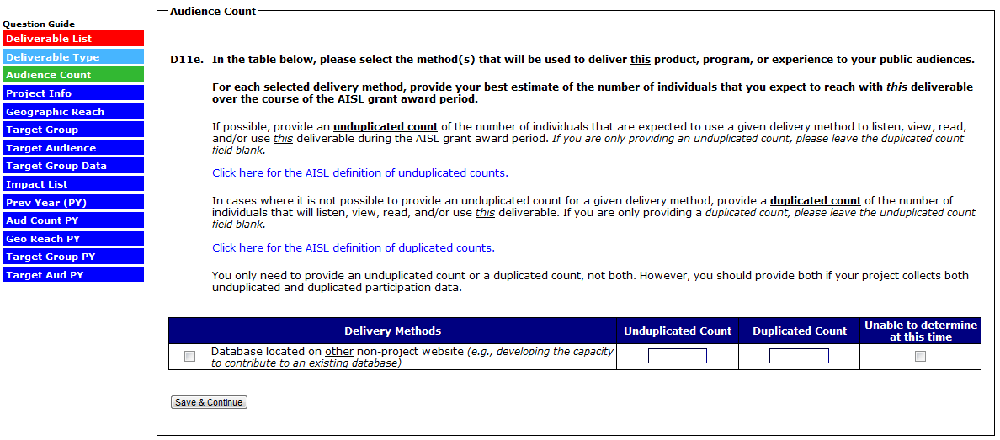 Question Guide
Deliverable List
Deliverable Type
Audience Count
Project Info
Geographic Reach
Target Group
Target Audience
Target Group Data
Impact List
Prev Year (PY)
Aud Count PY
Geo Reach PY
Target Group PY
Target Aud PY
Audience Count
D11e. In the table below, please select the method(s) that will be used to deliver this product, program, or experience to your public audiences.
For each selected delivery method, provide your best estimate of the number of individuals that you expect to reach with this deliverable
over the course of the AISL grant award period.
If possible, provide an unduplicated count of the number of individuals that are expected to use a given delivery method to listen, view, read,
and/or use this deliverable during the AISL grant award period. If you are only providing an unduplicated count, please leave the duplicated count
field blank.
Click here for the AISL definition of unduplicated counts.
In cases where it is not possible to provide an unduplicated count for a given delivery method, provide a duplicated count of the number of
individuals that will listen, view, read, and/or use this deliverable. If you are only providing a duplicated count, please leave the unduplicated count
field blank.
Click here for the AISL definition of duplicated counts.
You only need to provide an unduplicated count or a duplicated count, not both. However, you should provide both if your project collects both
unduplicated and duplicated participation data.
Delivery Methods
Unduplicated Count
Duplicated Count
Unable to determine
at this time
Database located on other non-project website (e.g., developing the capacity
to contribute to an existing database)
Save & Continue